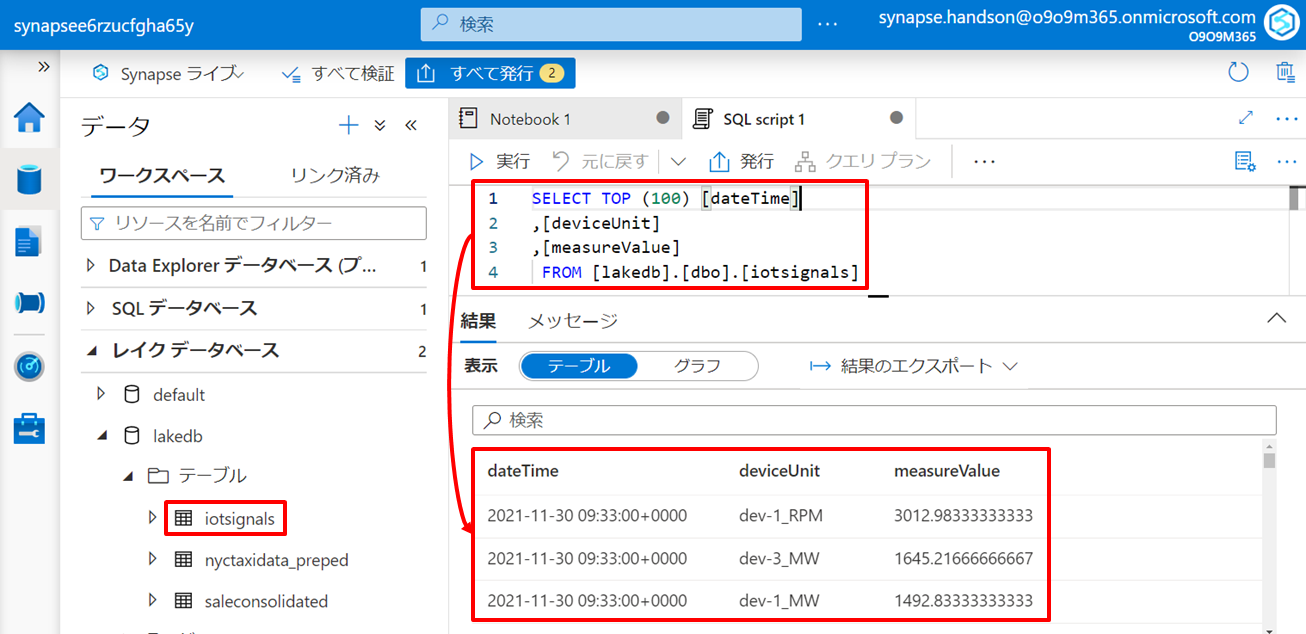 synapsee6rzucfgha65y
検索
synapse.handson@o9o9m365.onmicrosoft.com
O9O9M365
Synapse ライブ
すべて検証
すべて発行 2
データ
ワークスペース
リンク済み
リソースを名前でフィルター
Data Explorer データベース (プ... 1
SQL データベース 1
レイク データベース 2
default
lakedb
テーブル
iotsignals
nyctaxidata_preped
saleconsolidated
Notebook 1
SQL script 1
実行
元に戻す
発行
クエリ プラン
1 SELECT TOP (100) [dateTime]
2 ,[deviceUnit]
3 ,[measureValue]
4 FROM [lakedb].[dbo].[iotsignals]
結果
メッセージ
表示
テーブル
グラフ
結果のエクスポート
検索
dateTime deviceUnit measureValue
2021-11-30 09:33:00+0000 dev-1_RPM 3012.98333333333
2021-11-30 09:33:00+0000 dev-3_MW 1645.21666666667
2021-11-30 09:33:00+0000 dev-1_MW 1492.83333333333